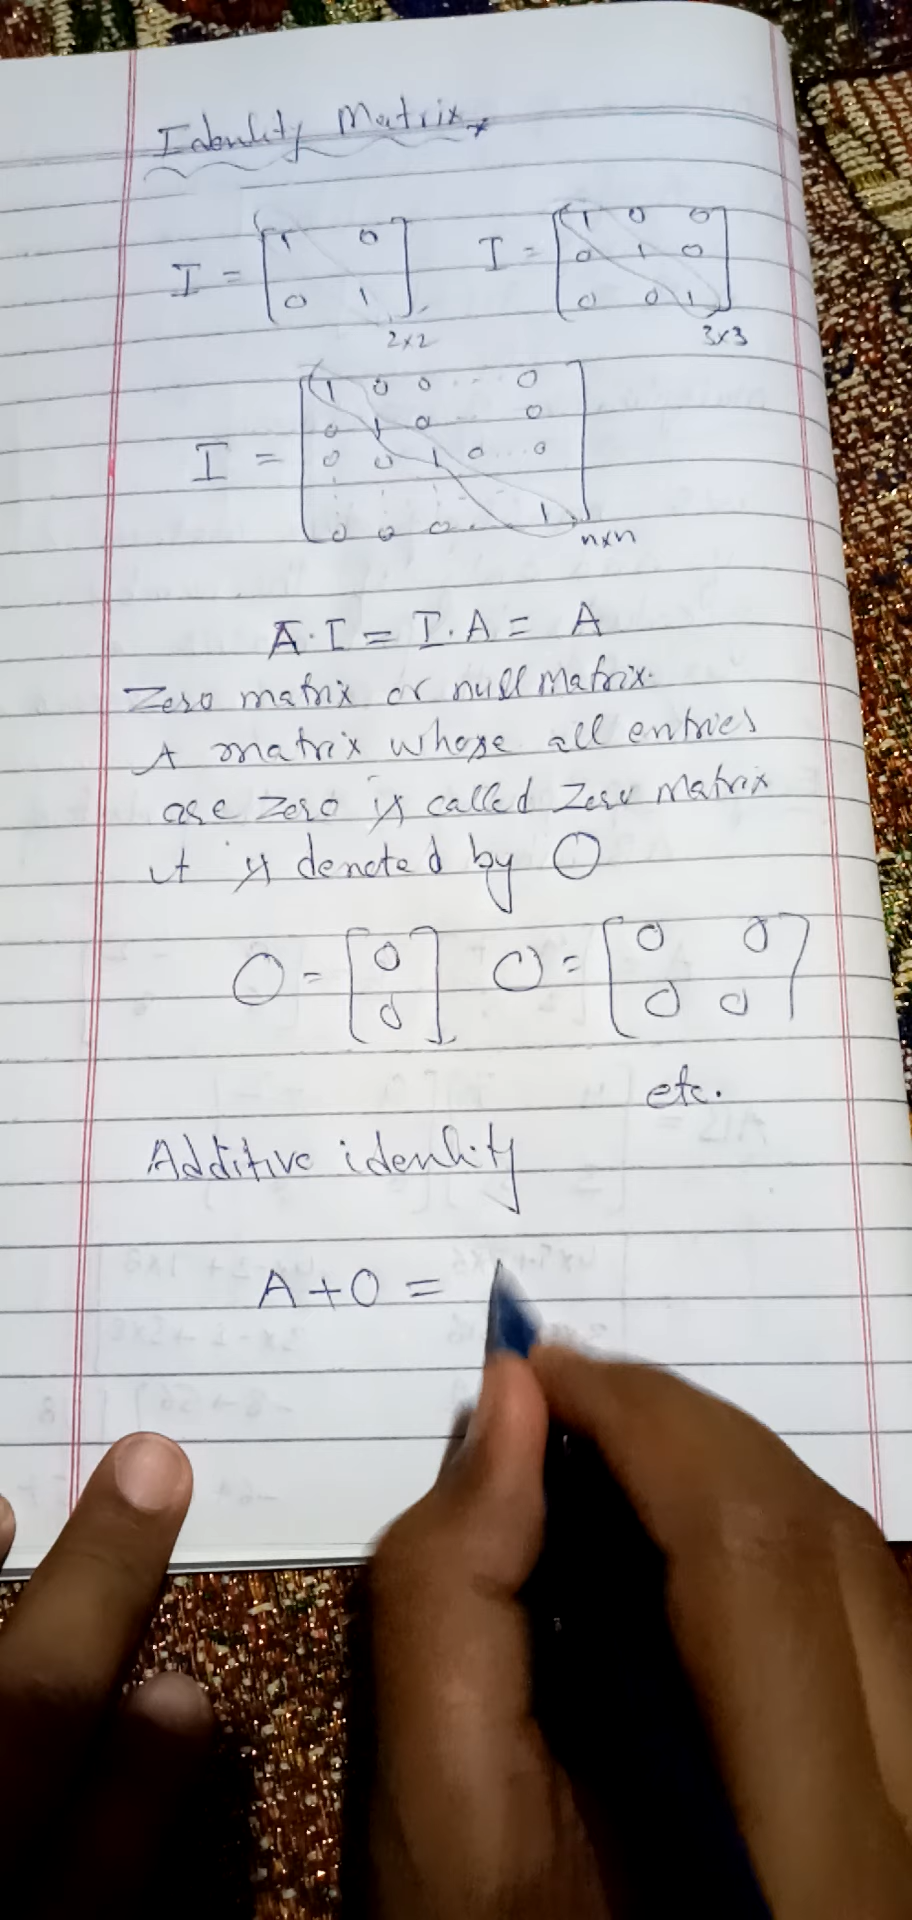 Identity Matrix
I = [1 0
0 1] 2×2
I = [1 0 0
0 1 0
0 0 1] 3×3
I = [1 0 0 ... 0
0 1 0 ... 0
0 0 1 0 ... 0
0 0 0 ... 1] n×n
A.I = I.A = A
Zero matrix or null matrix.
A matrix whose all entries
are zero is called zero matrix
it is denoted by O
O = [0
0]
O = [0 0
0 0]
etc.
Additive identity
A+O =